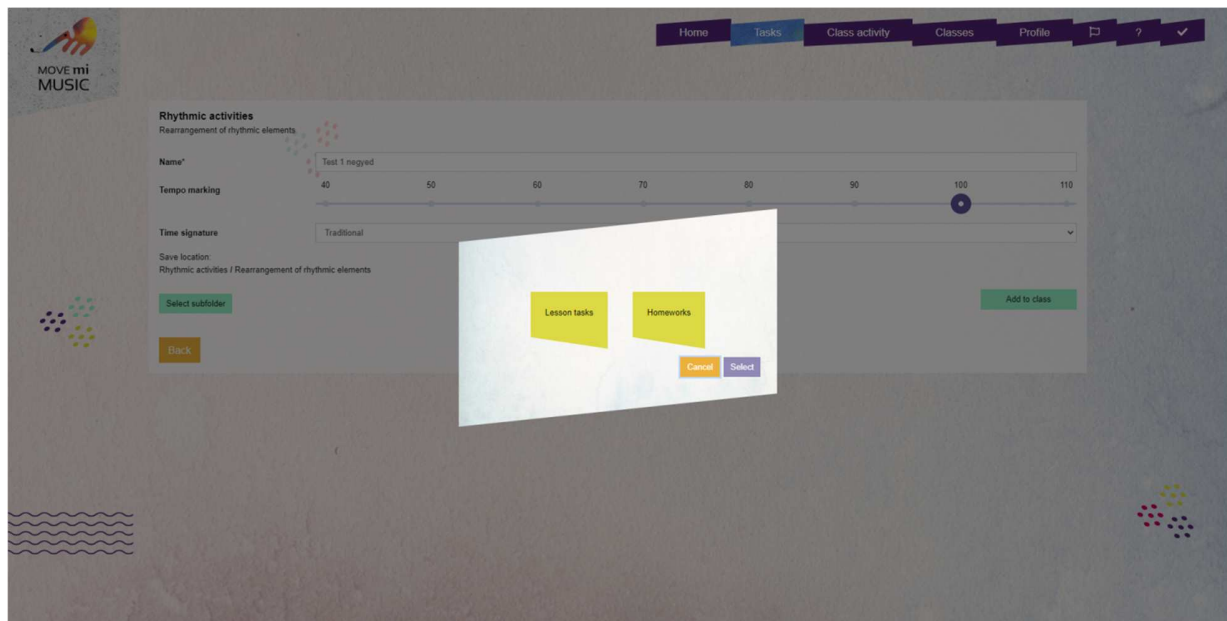 MOVE mi
MUSIC
Home Tasks Class activity Classes Profile ?
Rhythmic activities
Rearrangement of rhythmic elements
Name* Test 1 negyed
Tempo marking 40 50 60 70 80 90 100 110
Time signature Traditional
Save location:
Rhythmic activities / Rearrangement of rhythmic elements
Select subfolder Add to class
Lesson tasks Homeworks
Back
Cancel Select